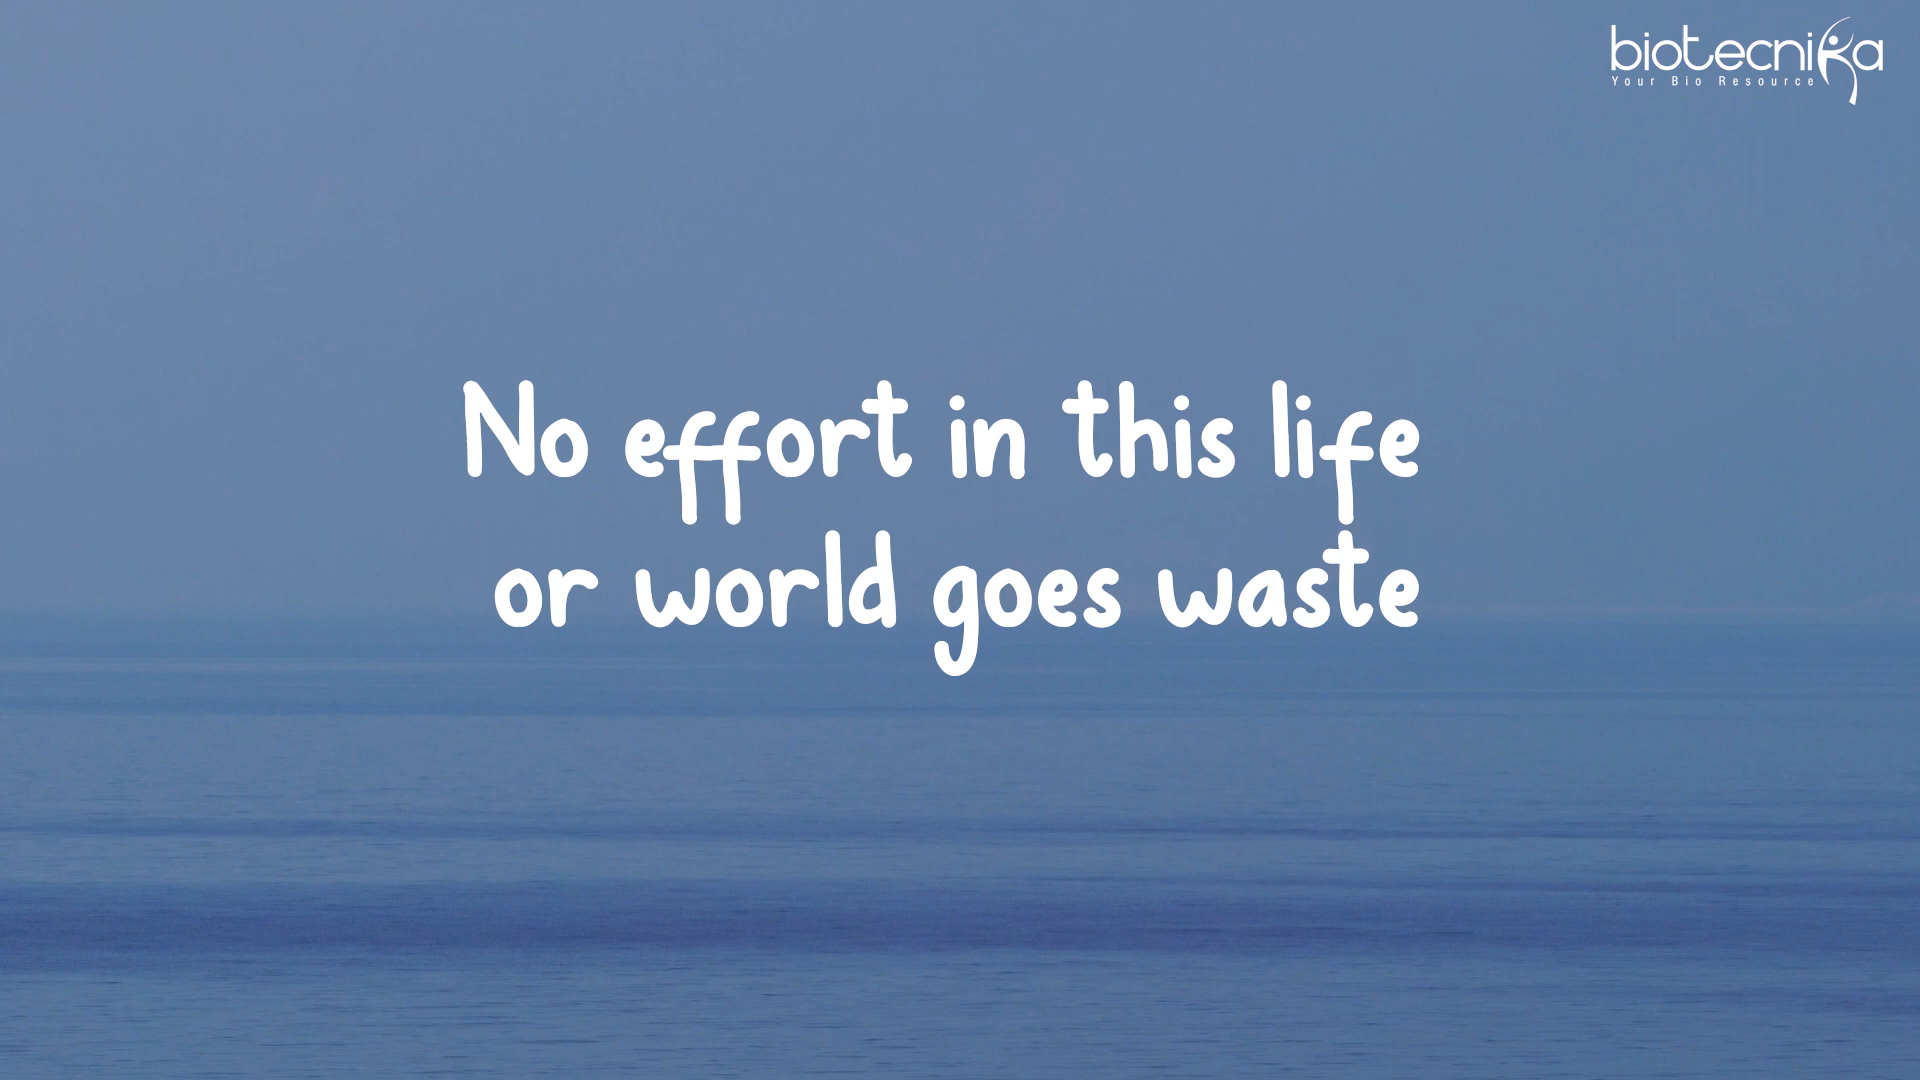 biotecnika
Your Bio Resource
No effort in this life
or world goes waste